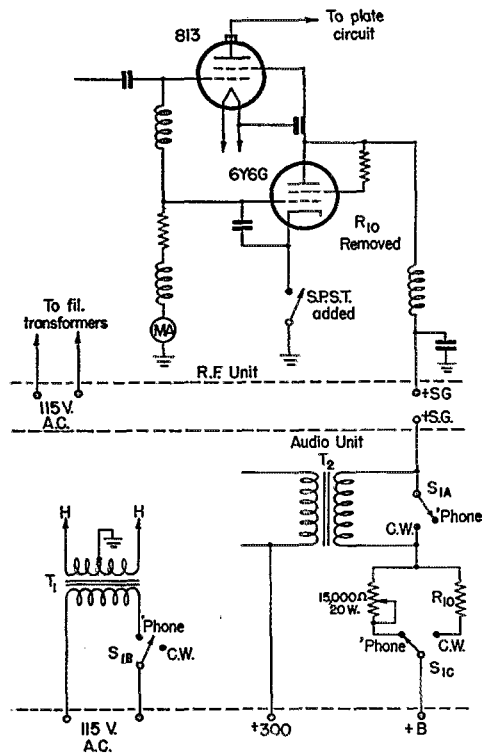 To plate
circuit
813
6Y6G
R10
Removed
S.P.S.T.
added
MA
To fil.
transformers
R.F. Unit
+SG
115 V.
A.C.
+S.G.
Audio Unit
T2
S1A
'Phone
C.W.
H
H
T1
15,000Ω
20 W.
R10
'Phone
S1B
C.W.
'Phone
C.W.
S1C
115 V.
A.C.
+300
+B